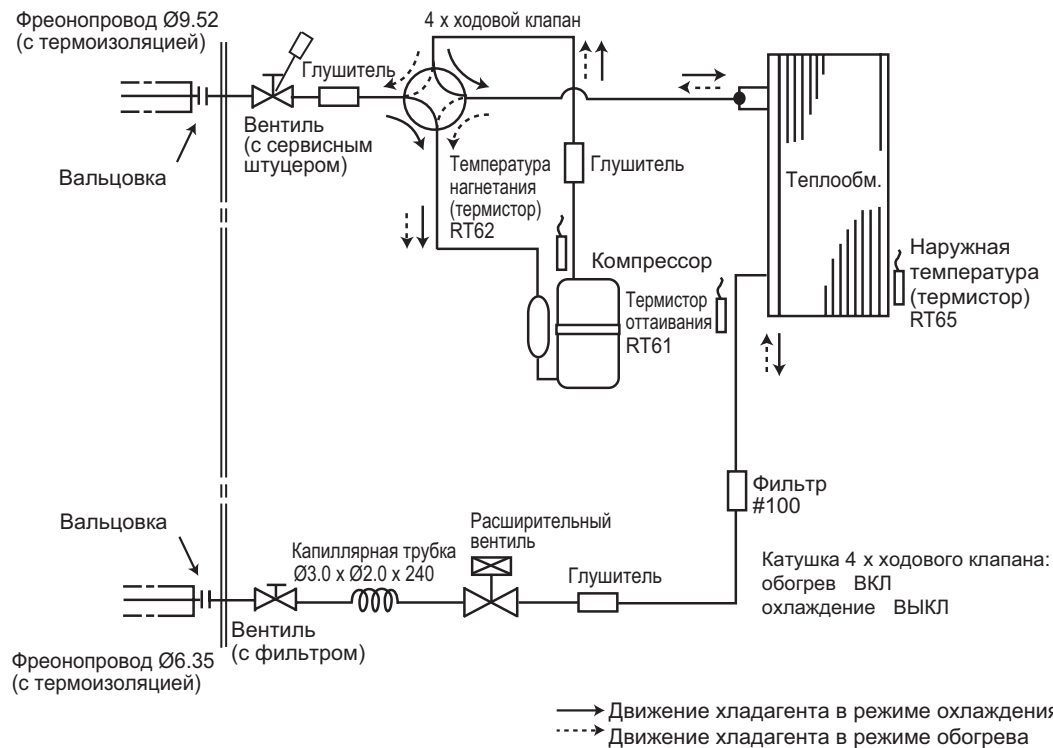 Фреонопровод Ø9.52
(с термоизоляцией)
4 х ходовой клапан
Глушитель
Вентиль
(с сервисным
штуцером)
Вальцовка
Температура
нагнетания
(термистор)
RT62
Глушитель
Теплообм.
Компрессор
Термистор
оттаивания
RT61
Наружная
температура
(термистор)
RT65
Фильтр
#100
Вальцовка
Расширительный
вентиль
Капиллярная трубка
Ø3.0 x Ø2.0 x 240
Глушитель
Катушка 4 х ходового клапана:
обогрев ВКЛ
охлаждение ВЫКЛ
Вентиль
(с фильтром)
Фреонопровод Ø6.35
(с термоизоляцией)
Движение хладагента в режиме охлаждения
Движение хладагента в режиме обогрева